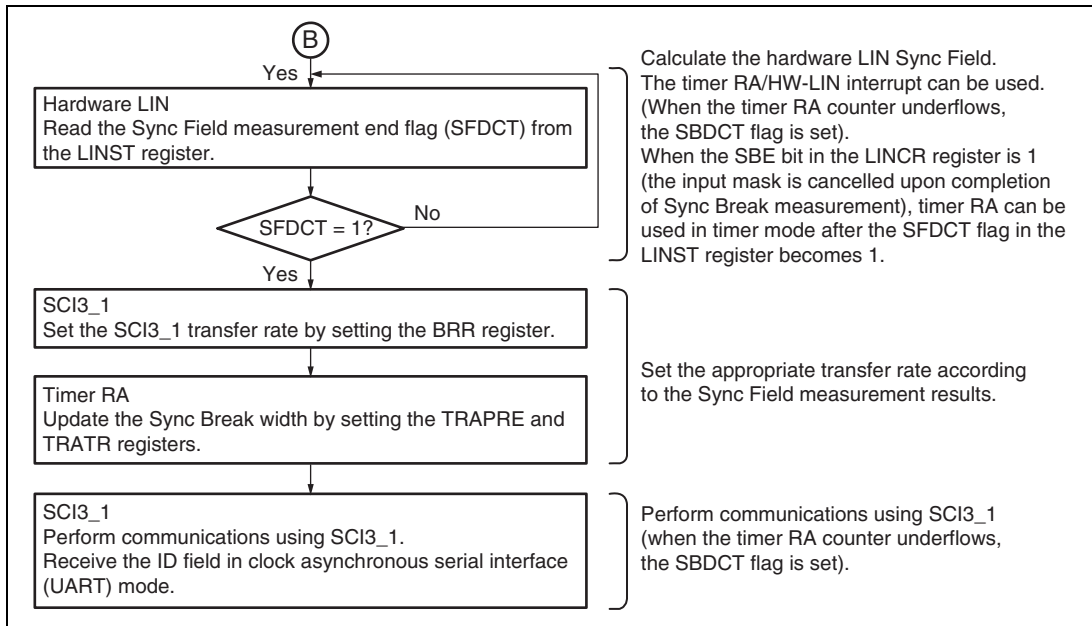 B
Yes
Hardware LIN
Read the Sync Field measurement end flag (SFDCT) from
the LINST register.
SFDCT = 1?
No
Yes
Calculate the hardware LIN Sync Field.
The timer RA/HW-LIN interrupt can be used.
(When the timer RA counter underflows,
the SBDCT flag is set).
When the SBE bit in the LINCR register is 1
(the input mask is cancelled upon completion
of Sync Break measurement), timer RA can be
used in timer mode after the SFDCT flag in the
LINST register becomes 1.
SCI3_1
Set the SCI3_1 transfer rate by setting the BRR register.
Timer RA
Update the Sync Break width by setting the TRAPRE and
TRATR registers.
Set the appropriate transfer rate according
to the Sync Field measurement results.
SCI3_1
Perform communications using SCI3_1.
Receive the ID field in clock asynchronous serial interface
(UART) mode.
Perform communications using SCI3_1
(when the timer RA counter underflows,
the SBDCT flag is set).